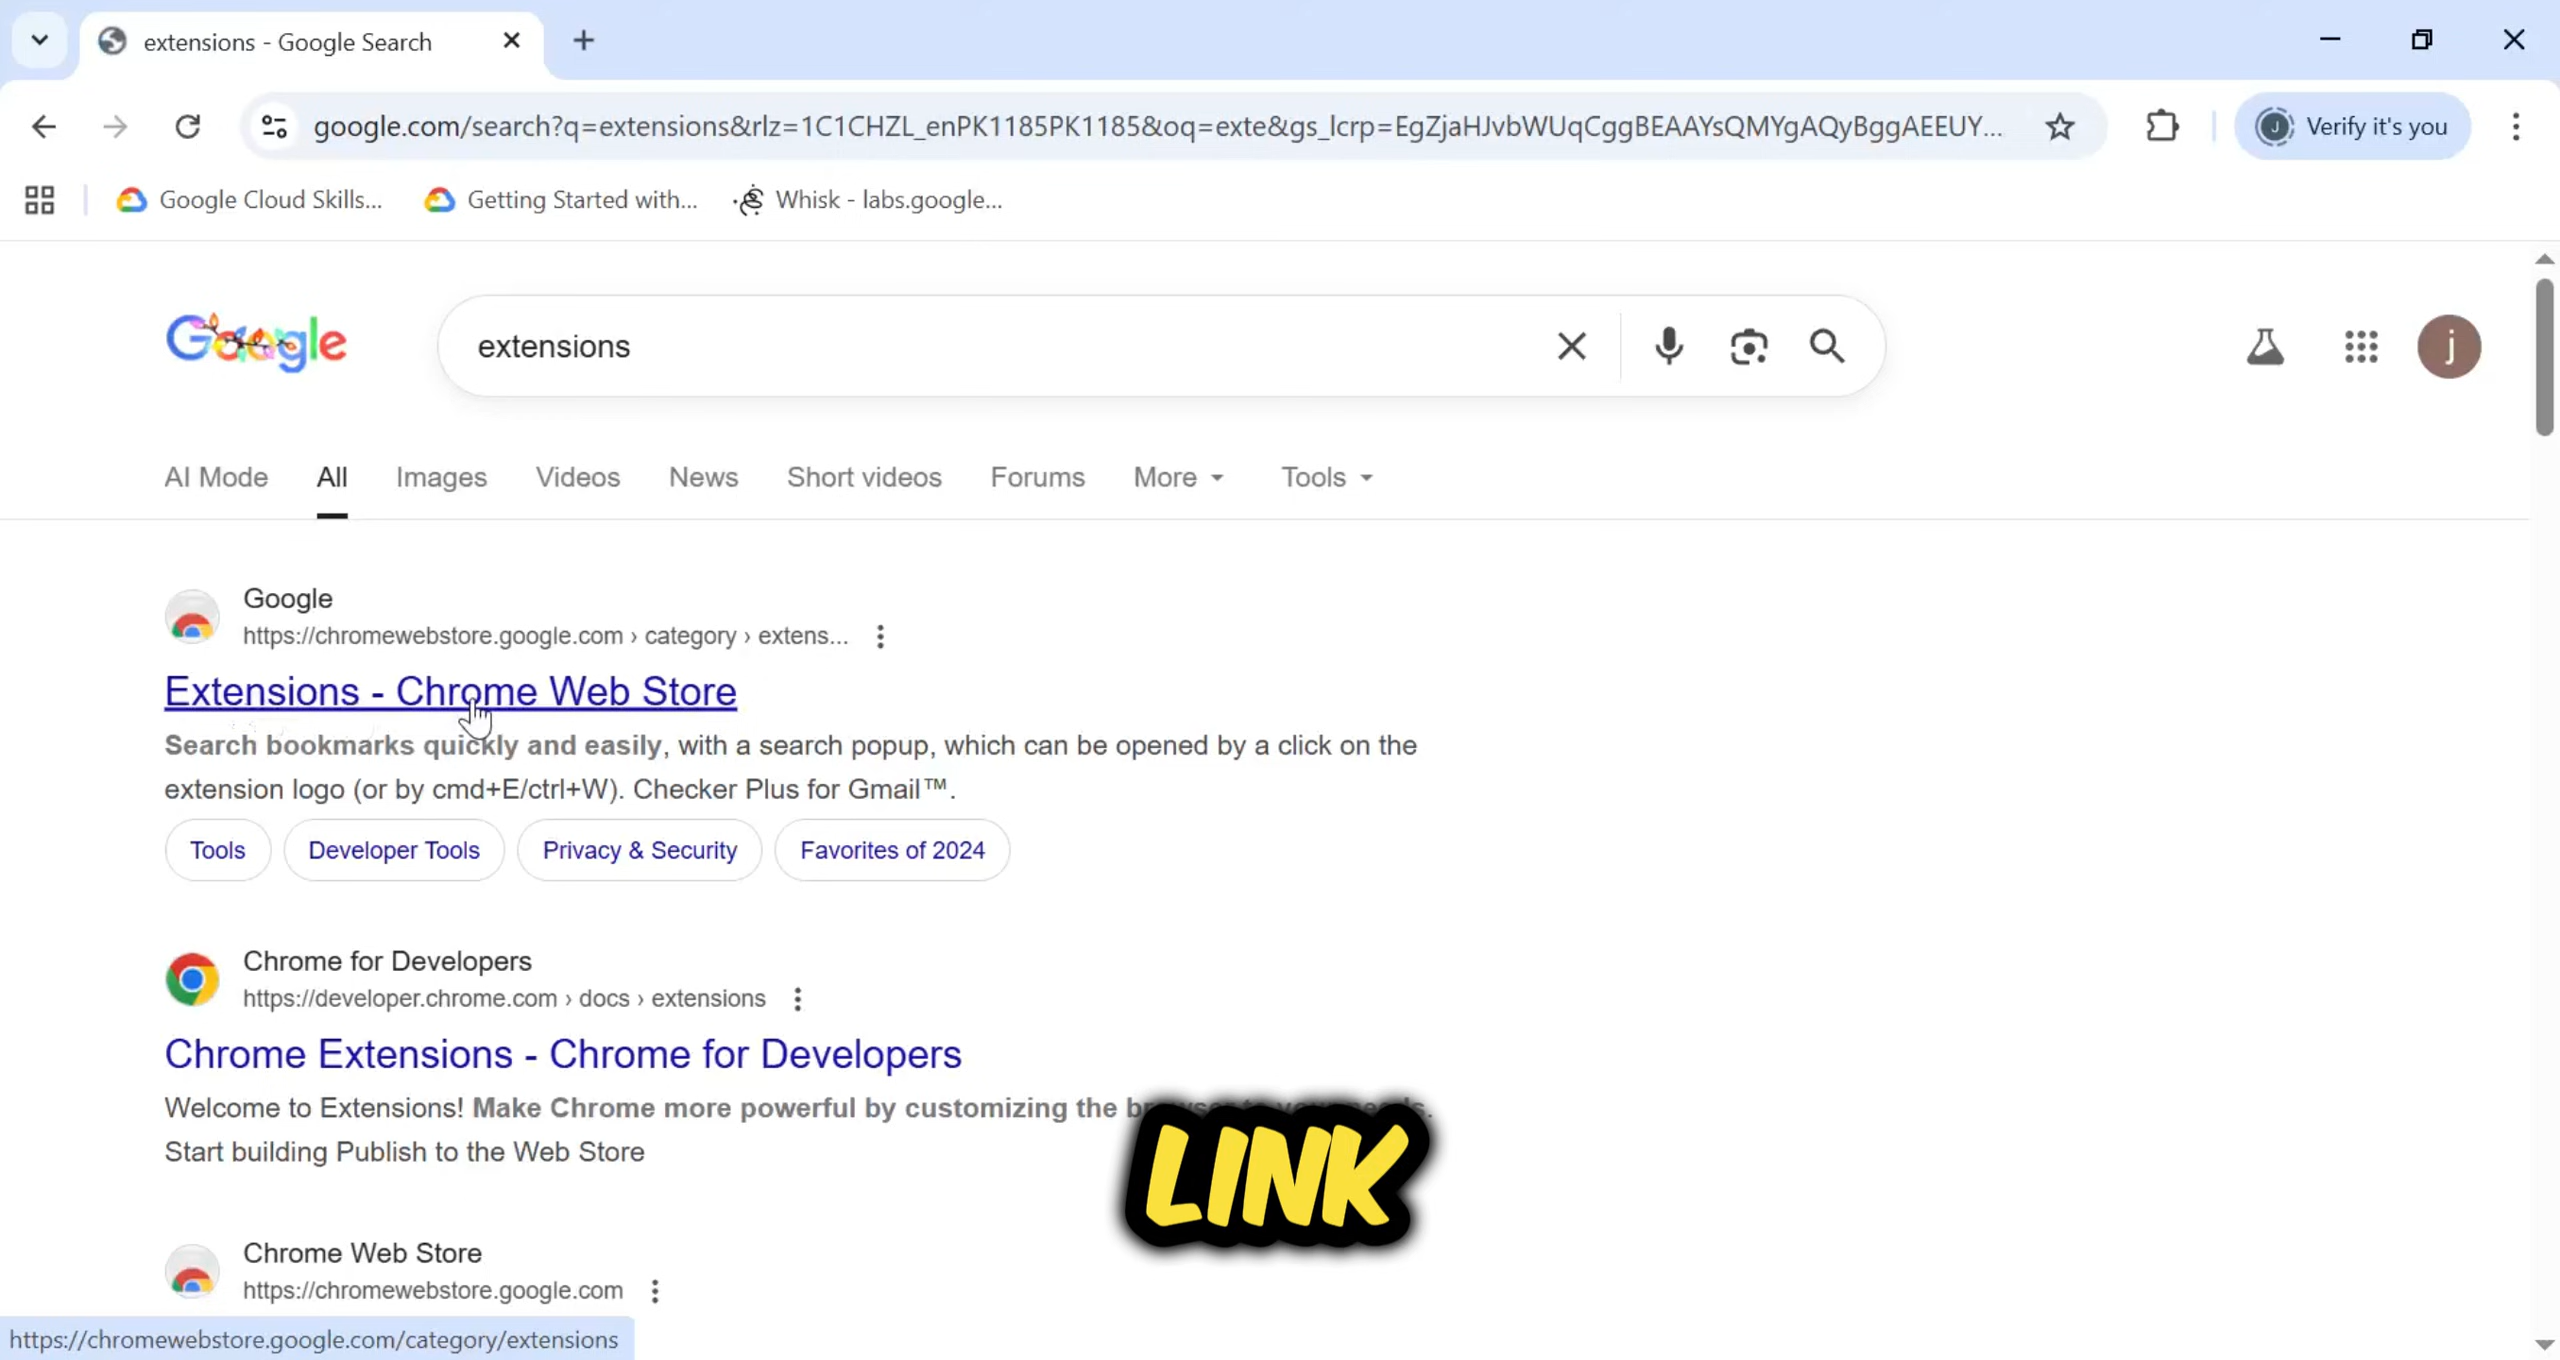 extensions - Google Search
google.com/search?q=extensions&rlz=1C1CHZL_enPK1185PK1185&oq=exte&gs_lcrp=EgZjaHJvbWUqCggBEAAYsQMYgAQyBggAEEUY...
J
Verify it's you
Google Cloud Skills...
Getting Started with...
Whisk - labs.google...
Google
extensions
j
AI Mode
All
Images
Videos
News
Short videos
Forums
More
Tools
Google
https://chromewebstore.google.com › category › extens...
Extensions - Chrome Web Store
Search bookmarks quickly and easily, with a search popup, which can be opened by a click on the
extension logo (or by cmd+E/ctrl+W). Checker Plus for Gmail™.
Tools
Developer Tools
Privacy & Security
Favorites of 2024
Chrome for Developers
https://developer.chrome.com › docs › extensions
Chrome Extensions - Chrome for Developers
Welcome to Extensions! Make Chrome more powerful by customizing the
Start building Publish to the Web Store
LINK
Chrome Web Store
https://chromewebstore.google.com
https://chromewebstore.google.com/category/extensions